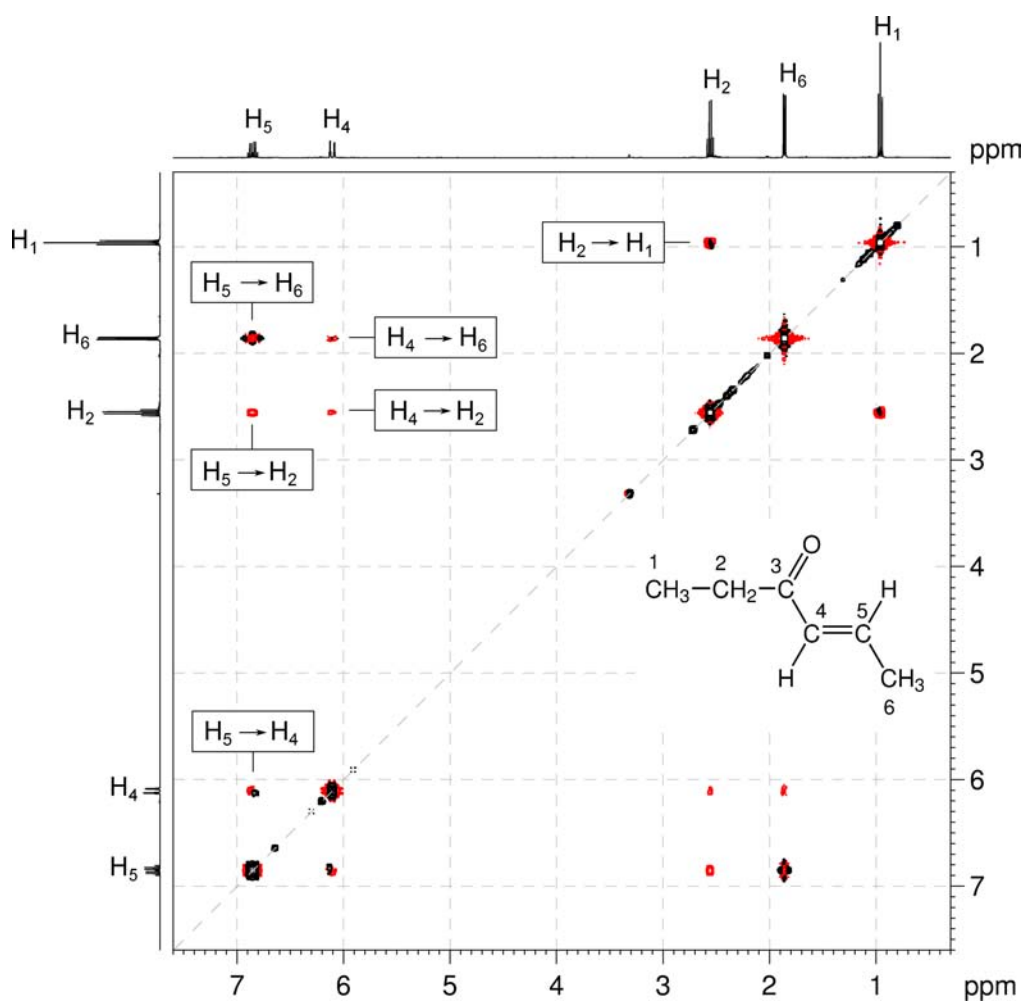 H₁
H₂
H₆
H₅
H₄
ppm
H₁
H₂ → H₁
1
H₅ → H₆
H₆
H₄ → H₆
2
H₂
H₄ → H₂
H₅ → H₂
3
O
1 2 3
4
CH₃ CH₂ C H
4 5
C C
5
H CH₃
6
H₅ → H₄
H₄
6
H₅
7
7 6 5 4 3 2 1 ppm